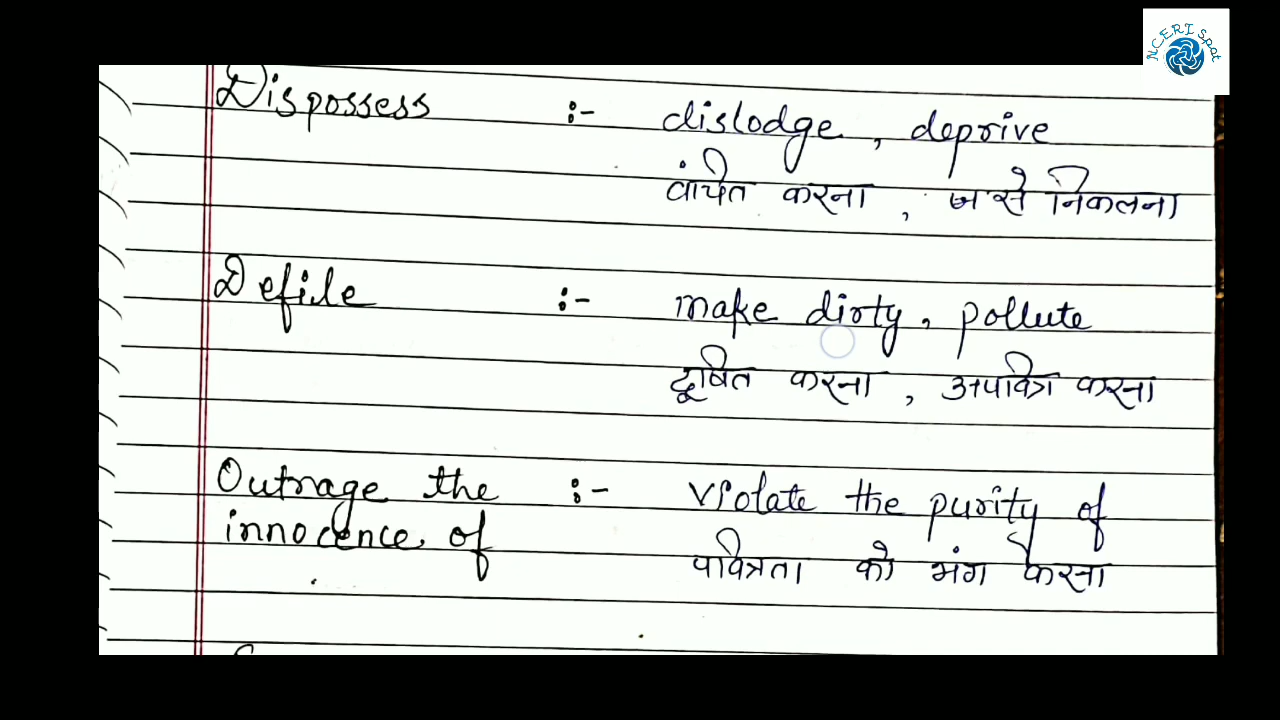 NCERT Spot
Dispossess :- dislodge, deprive
वंचित करना, से निकलना
Defile :- make dirty, pollute
दूषित करना, अपवित्र करना
Outrage the :- violate the purity of
innocence of
पवित्रता को भंग करना